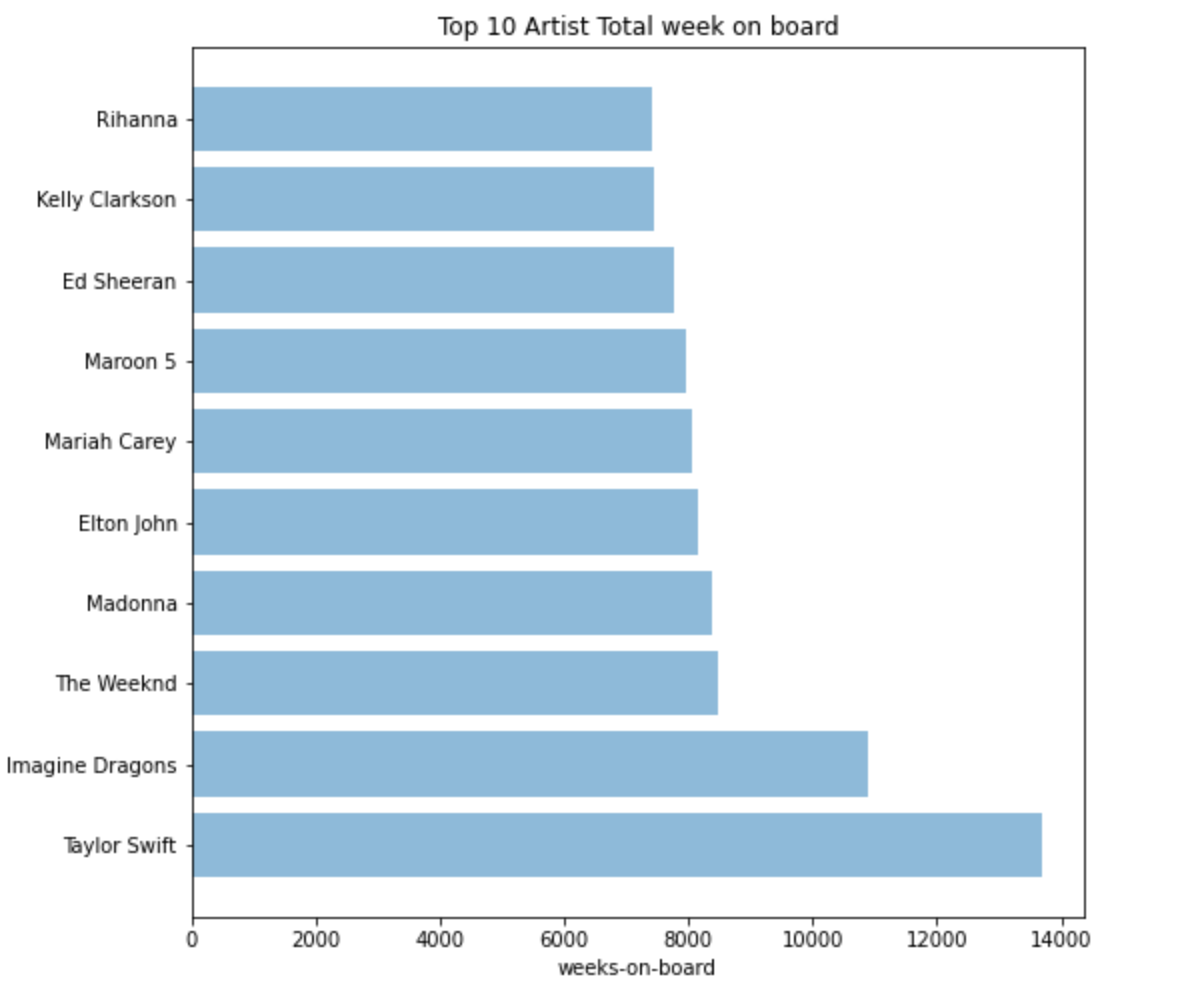 Top 10 Artist Total week on board
Rihanna
Kelly Clarkson
Ed Sheeran
Maroon 5
Mariah Carey
Elton John
Madonna
The Weeknd
Imagine Dragons
Taylor Swift
0 2000 4000 6000 8000 10000 12000 14000
weeks-on-board